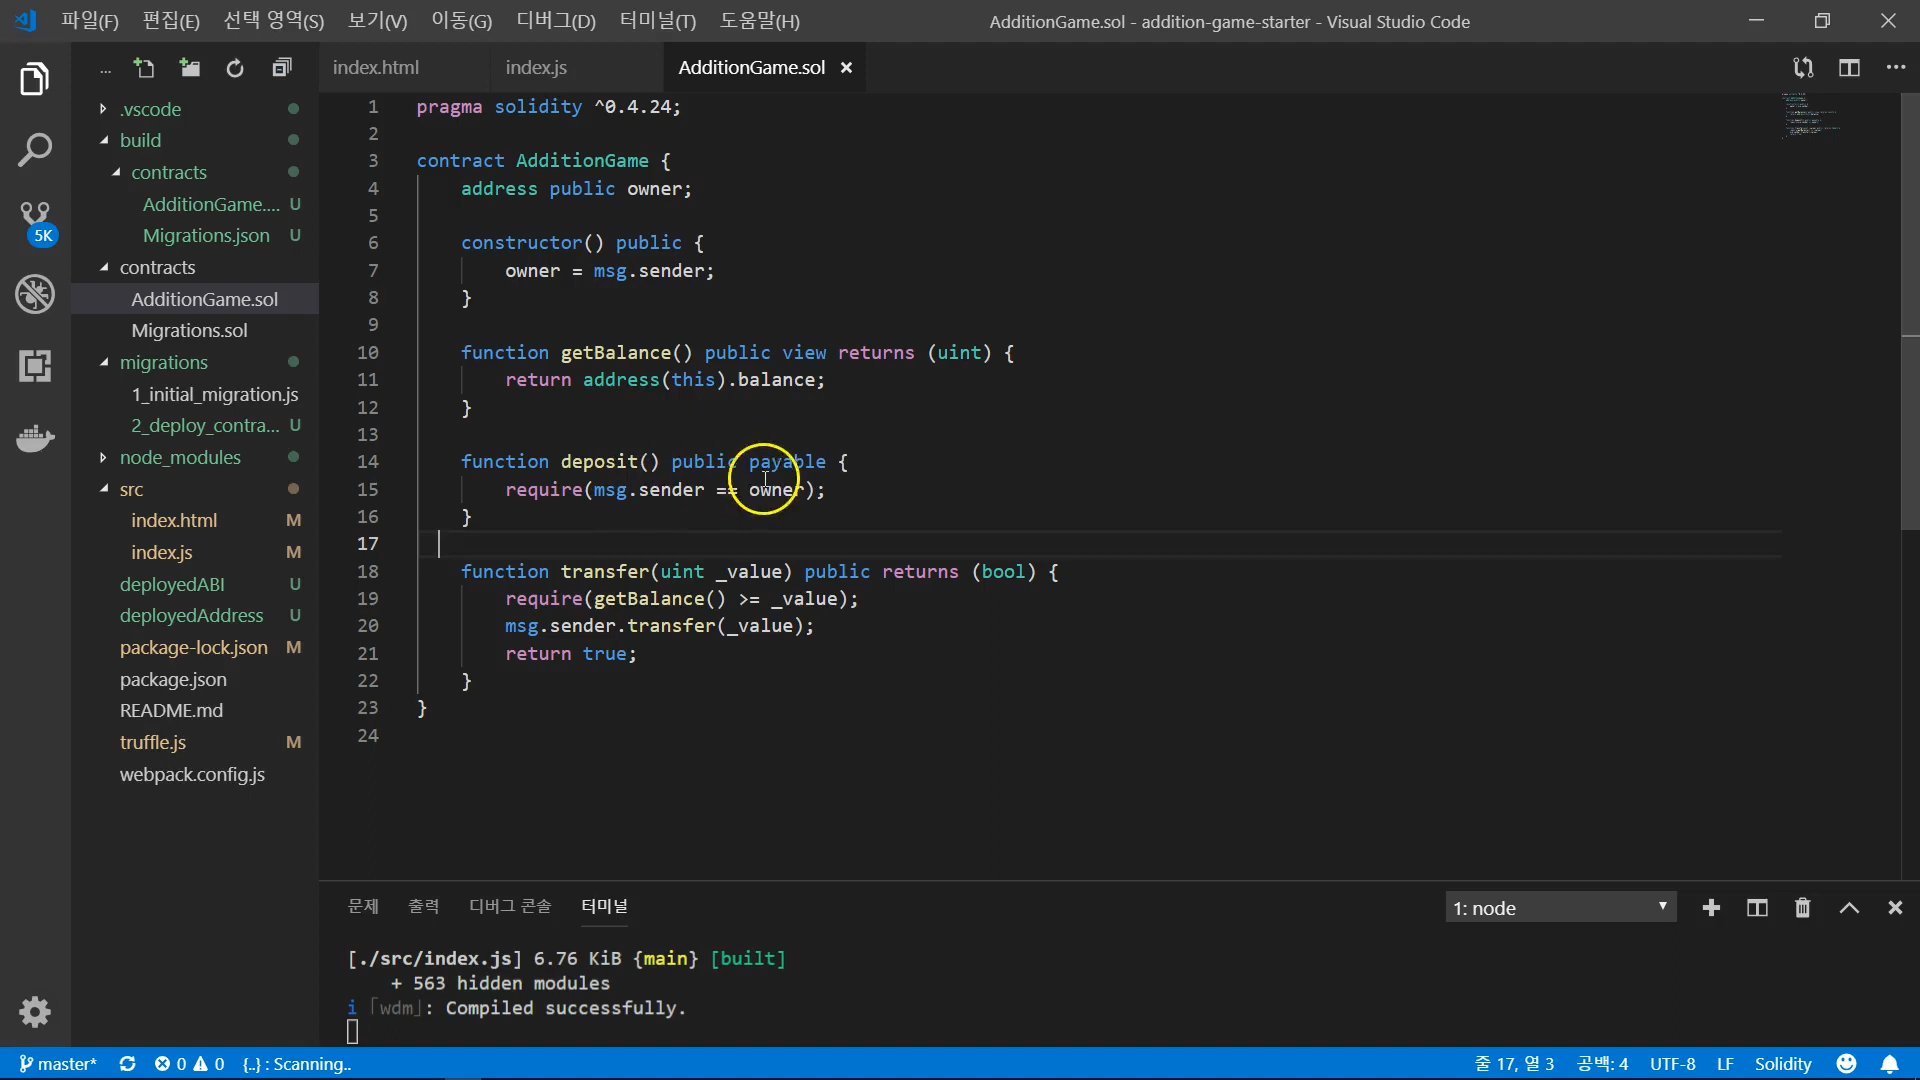 파일(F) 편집(E) 선택 영역(S) 보기(V) 이동(G) 디버그(D) 터미널(T) 도움말(H) AdditionGame.sol - addition-game-starter - Visual Studio Code
... index.html index.js AdditionGame.sol
.vscode
build
contracts
AdditionGame.... U
Migrations.json U
contracts
AdditionGame.sol
Migrations.sol
migrations
1_initial_migration.js
2_deploy_contra... U
node_modules
src
index.html M
index.js M
deployedABI U
deployedAddress U
package-lock.json M
package.json
README.md
truffle.js M
webpack.config.js
5K
1 pragma solidity ^0.4.24;
2
3 contract AdditionGame {
4 address public owner;
5
6 constructor() public {
7 owner = msg.sender;
8 }
9
10 function getBalance() public view returns (uint) {
11 return address(this).balance;
12 }
13
14 function deposit() public payable {
15 require(msg.sender == owner);
16 }
17
18 function transfer(uint _value) public returns (bool) {
19 require(getBalance() >= _value);
20 msg.sender.transfer(_value);
21 return true;
22 }
23 }
24
문제 출력 디버그 콘솔 터미널 1: node
[./src/index.js] 6.76 KiB {main} [built]
+ 563 hidden modules
i ｢wdm｣: Compiled successfully.
master* 0 0 {..} : Scanning.. 줄 17, 열 3 공백: 4 UTF-8 LF Solidity